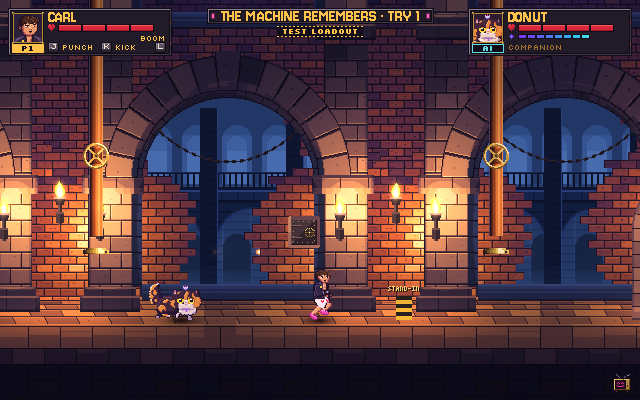 CARL
P1
J PUNCH K KICK L
BOOM
THE MACHINE REMEMBERS · TRY 1
TEST LOADOUT
DONUT
AI
COMPANION
STAND-IN